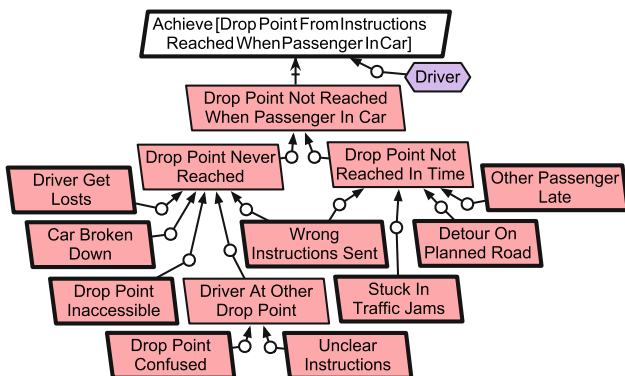 Achieve [Drop Point From Instructions
Reached When Passenger In Car]
Driver
Drop Point Not Reached
When Passenger In Car
Drop Point Never
Reached
Drop Point Not
Reached In Time
Driver Get
Losts
Other Passenger
Late
Car Broken
Down
Wrong
Instructions Sent
Detour On
Planned Road
Drop Point
Inaccessible
Driver At Other
Drop Point
Stuck In
Traffic Jams
Drop Point
Confused
Unclear
Instructions